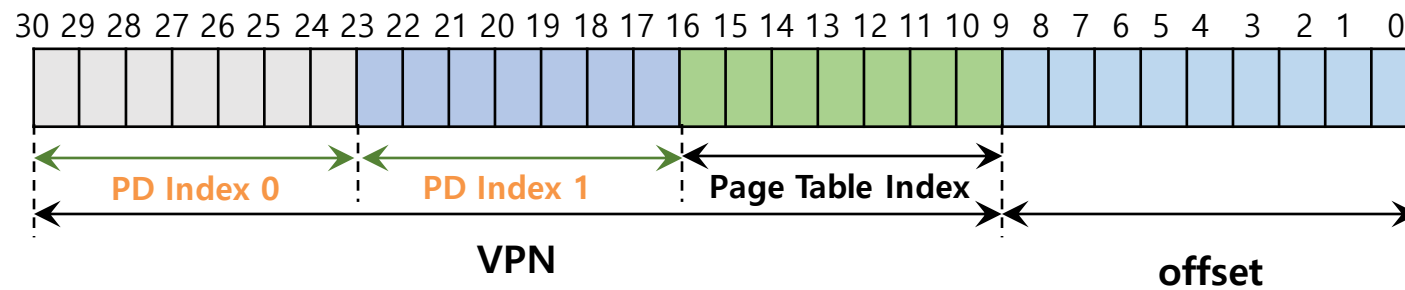 30 29 28 27 26 25 24 23 22 21 20 19 18 17 16 15 14 13 12 11 10 9 8 7 6 5 4 3 2 1 0
PD Index 0 PD Index 1 Page Table Index
VPN offset